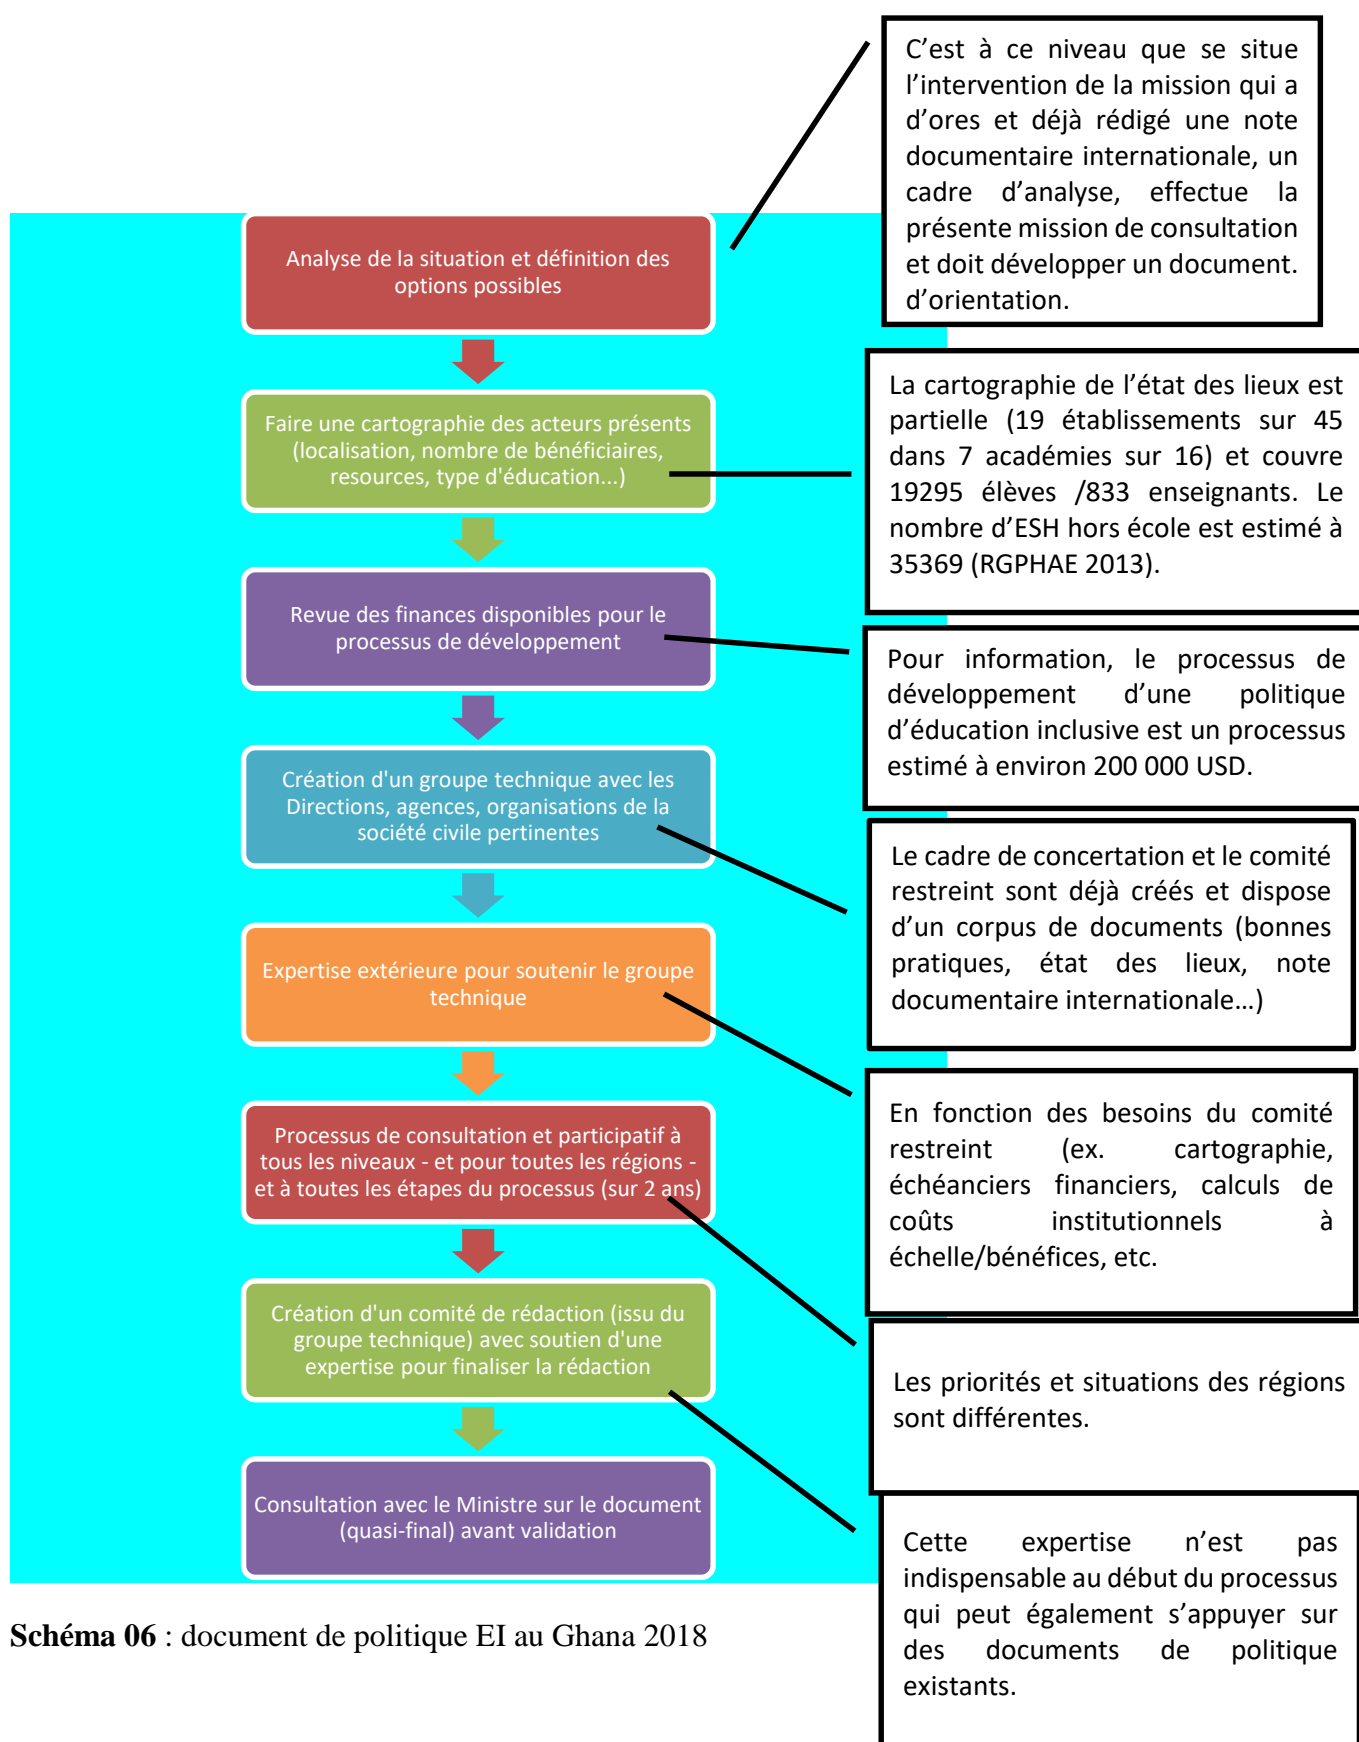 C'est à ce niveau que se situe
l'intervention de la mission qui a
d'ores et déjà rédigé une note
documentaire internationale, un
cadre d'analyse, effectue la
présente mission de consultation
et doit développer un document.
d'orientation.
Analyse de la situation et définition des
options possibles
La cartographie de l'état des lieux est
partielle (19 établissements sur 45
dans 7 académies sur 16) et couvre
19295 élèves /833 enseignants. Le
nombre d'ESH hors école est estimé à
35369 (RGPHAE 2013).
Faire une cartographie des acteurs présents
(localisation, nombre de bénéficiaires,
resources, type d'éducation...)
Revue des finances disponibles pour le
processus de développement
Pour information, le processus de
développement d'une politique
d'éducation inclusive est un processus
estimé à environ 200 000 USD.
Création d'un groupe technique avec les
Directions, agences, organisations de la
société civile pertinentes
Le cadre de concertation et le comité
restreint sont déjà créés et dispose
d'un corpus de documents (bonnes
pratiques, état des lieux, note
documentaire internationale…)
Expertise extérieure pour soutenir le groupe
technique
En fonction des besoins du comité
restreint (ex. cartographie,
échéanciers financiers, calculs de
coûts institutionnels à
échelle/bénéfices, etc.
Processus de consultation et participatif à
tous les niveaux - et pour toutes les régions -
et à toutes les étapes du processus (sur 2 ans)
Les priorités et situations des régions
sont différentes.
Création d'un comité de rédaction (issu du
groupe technique) avec soutien d'une
expertise pour finaliser la rédaction
Cette expertise n'est pas
indispensable au début du processus
qui peut également s'appuyer sur
des documents de politique
existants.
Consultation avec le Ministre sur le document
(quasi-final) avant validation
Schéma 06 : document de politique EI au Ghana 2018